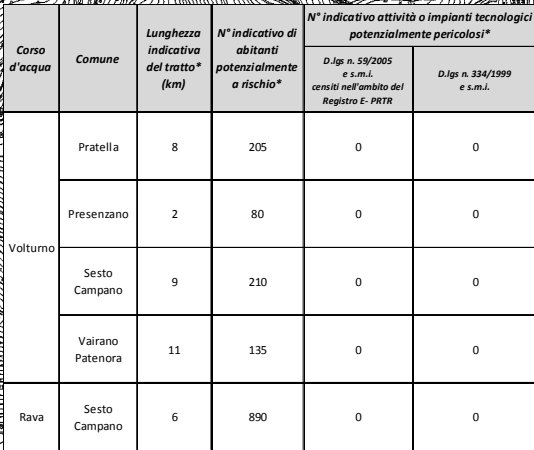 Corso
d'acqua
Comune
Lunghezza
indicativa
del tratto*
(km)
N° indicativo di
abitanti
potenzialmente
a rischio*
N° indicativo attività o impianti tecnologici
potenzialmente pericolosi*
D.lgs n. 59/2005
e s.m.i.
censiti nell'ambito del
Registro E- PRTR
D.lgs n. 334/1999
e s.m.i.
Volturno
Pratella 8 205 0 0
Presenzano 2 80 0 0
Sesto
Campano 9 210 0 0
Vairano
Patenora 11 135 0 0
Rava
Sesto
Campano 6 890 0 0